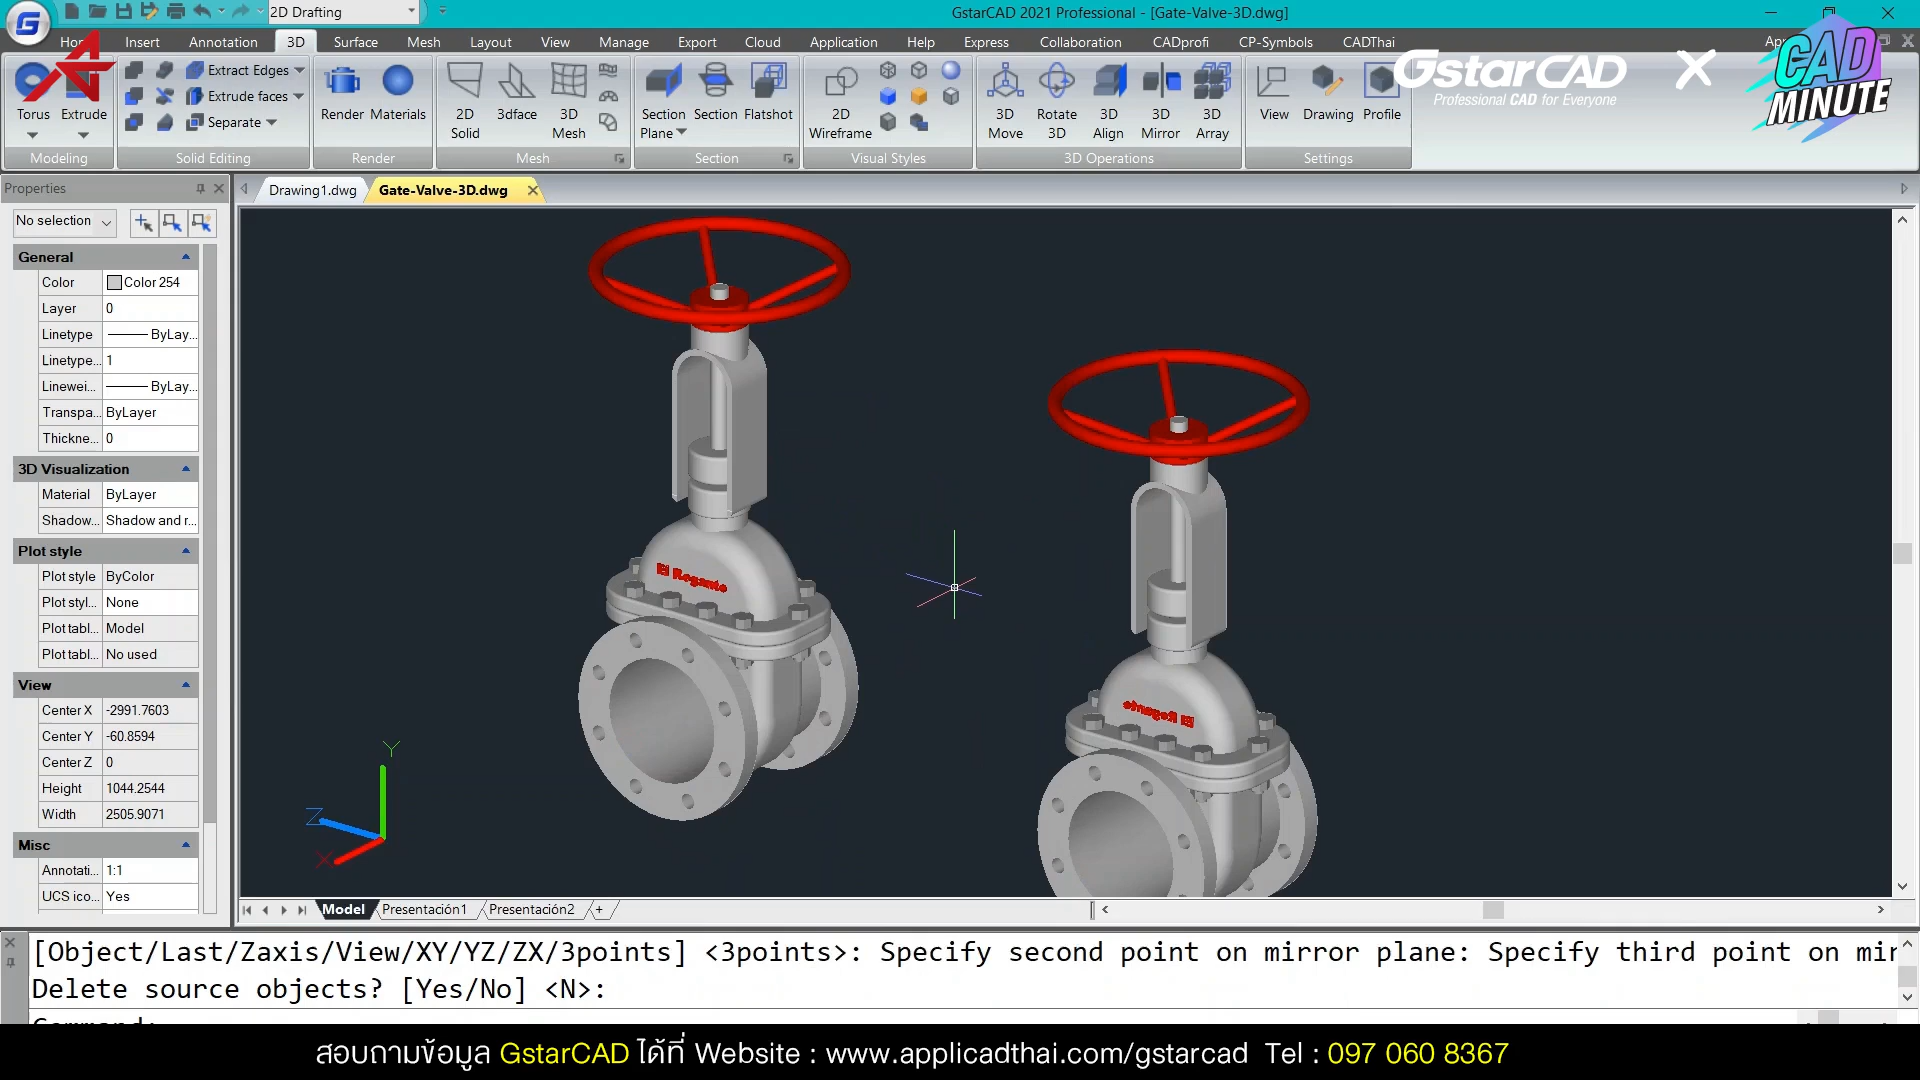 2D Drafting
GstarCAD 2021 Professional - [Gate-Valve-3D.dwg]
Insert
Annotation
3D
Surface
Mesh
Layout
View
Manage
Export
Cloud
Application
Help
Express
Collaboration
CADprofi
CP-Symbols
CADThai
GstarCAD
Professional CAD for Everyone
X
CAD
MINUTE
Torus
Extrude
Modeling
Extract Edges
Extrude faces
Separate
Solid Editing
Render
Materials
Render
2D
Solid
3dface
3D
Mesh
Mesh
Section
Plane
Section
Flatshot
Section
2D
Wireframe
Visual Styles
3D
Move
Rotate
3D
3D
Align
3D
Mirror
3D
Array
3D Operations
View
Drawing
Profile
Settings
Properties
Drawing1.dwg
Gate-Valve-3D.dwg
No selection
General
Color Color 254
Layer 0
Linetype ByLay...
Linetype... 1
Linewei... ByLay...
Transpa... ByLayer
Thickne... 0
3D Visualization
Material ByLayer
Shadow... Shadow and r...
Plot style
Plot style ByColor
Plot styl... None
Plot tabl... Model
Plot tabl... No used
View
Center X -2991.7603
Center Y -60.8594
Center Z 0
Height 1044.2544
Width 2505.9071
Misc
Annotati... 1:1
UCS ico... Yes
El Regante
El Regante
Y
Z
X
Model
Presentación1
Presentación2
+
[Object/Last/Zaxis/View/XY/YZ/ZX/3points] <3points>: Specify second point on mirror plane: Specify third point on mir
Delete source objects? [Yes/No] <N>:
Command:
สอบถามข้อมูล GstarCAD ได้ที่ Website : www.applicadthai.com/gstarcad Tel : 097 060 8367